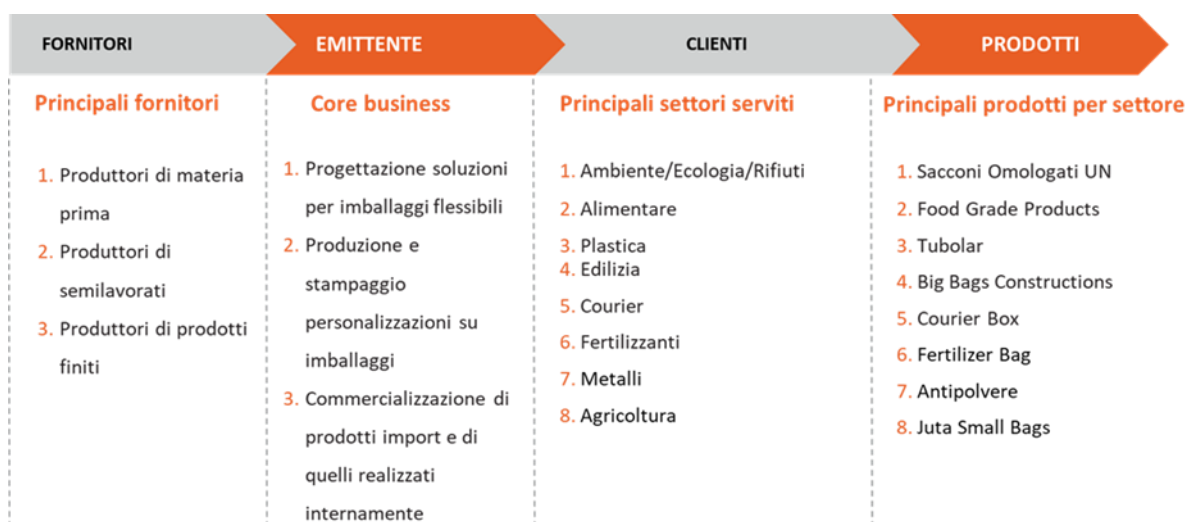 FORNITORI
EMITTENTE
CLIENTI
PRODOTTI
Principali fornitori
1. Produttori di materia
prima
2. Produttori di
semilavorati
3. Produttori di prodotti
finiti
Core business
1. Progettazione soluzioni
per imballaggi flessibili
2. Produzione e
stampaggio
personalizzazioni su
imballaggi
3. Commercializzazione di
prodotti import e di
quelli realizzati
internamente
Principali settori serviti
1. Ambiente/Ecologia/Rifiuti
2. Alimentare
3. Plastica
4. Edilizia
5. Courier
6. Fertilizzanti
7. Metalli
8. Agricoltura
Principali prodotti per settore
1. Sacconi Omologati UN
2. Food Grade Products
3. Tubolar
4. Big Bags Constructions
5. Courier Box
6. Fertilizer Bag
7. Antipolvere
8. Juta Small Bags